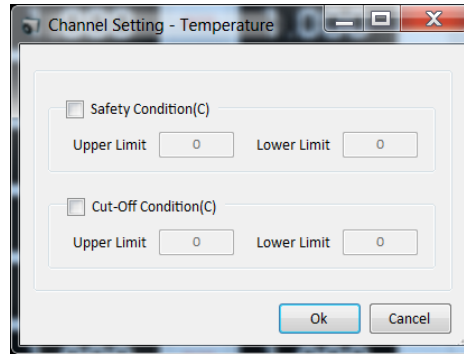 Channel Setting - Temperature
Safety Condition(C)
Upper Limit 0 Lower Limit 0
Cut-Off Condition(C)
Upper Limit 0 Lower Limit 0
Ok Cancel